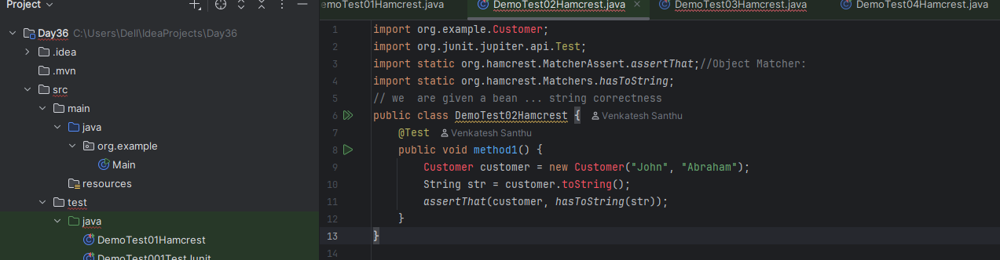 Project
emoTest01Hamcrest.java
DemoTest02Hamcrest.java
DemoTest03Hamcrest.java
DemoTest04Hamcrest.java
Day36 C:\Users\Dell\IdeaProjects\Day36
.idea
.mvn
src
main
java
org.example
Main
resources
test
java
DemoTest01Hamcrest
DemoTest001TestJunit
1 import org.example.Customer;
2 import org.junit.jupiter.api.Test;
3 import static org.hamcrest.MatcherAssert.assertThat;//Object Matcher:
4 import static org.hamcrest.Matchers.hasToString;
5 // we  are given a bean ... string correctness
6 public class DemoTest02Hamcrest { Venkatesh Santhu
7 @Test Venkatesh Santhu
8 public void method1() {
9 Customer customer = new Customer("John", "Abraham");
10 String str = customer.toString();
11 assertThat(customer, hasToString(str));
12 }
13 }
14